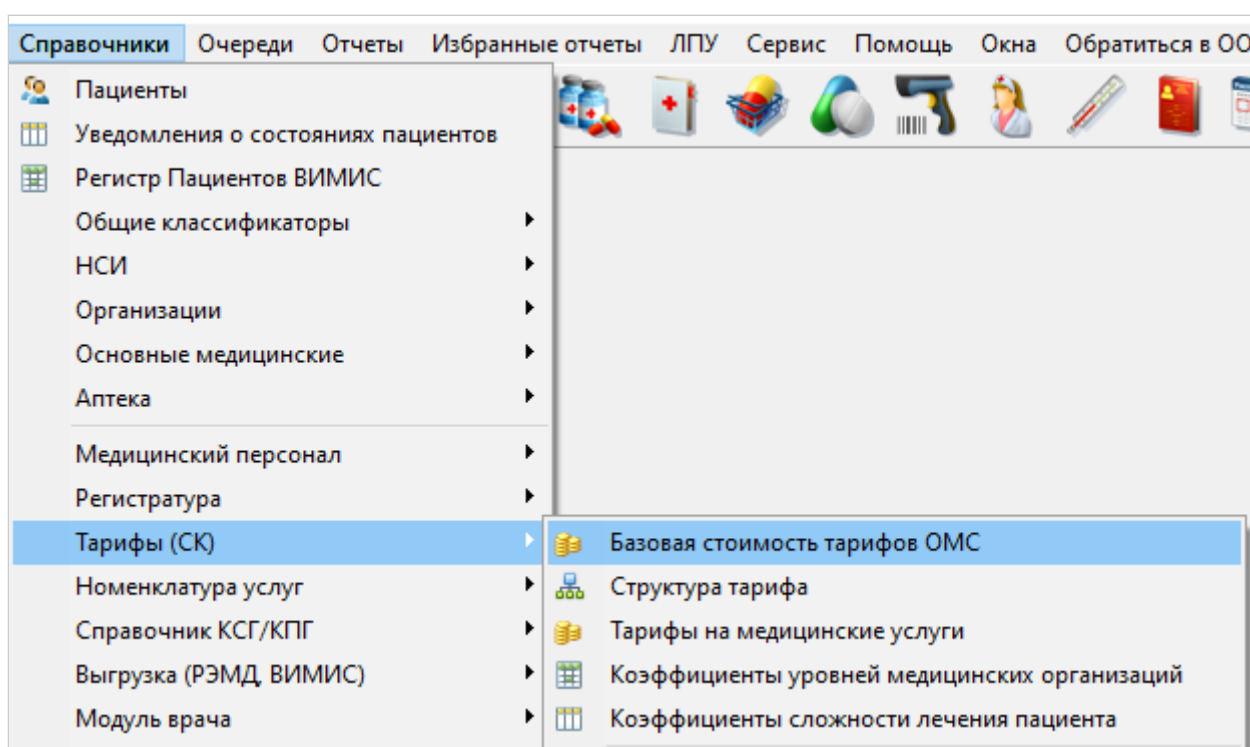 Справочники Очереди Отчеты Избранные отчеты ЛПУ Сервис Помощь Окна Обратиться в ОО
Пациенты
Уведомления о состояниях пациентов
Регистр Пациентов ВИМИС
Общие классификаторы
НСИ
Организации
Основные медицинские
Аптека
Медицинский персонал
Регистратура
Тарифы (СК)
Базовая стоимость тарифов ОМС
Номенклатура услуг
Структура тарифа
Справочник КСГ/КПГ
Тарифы на медицинские услуги
Выгрузка (РЭМД, ВИМИС)
Коэффициенты уровней медицинских организаций
Модуль врача
Коэффициенты сложности лечения пациента